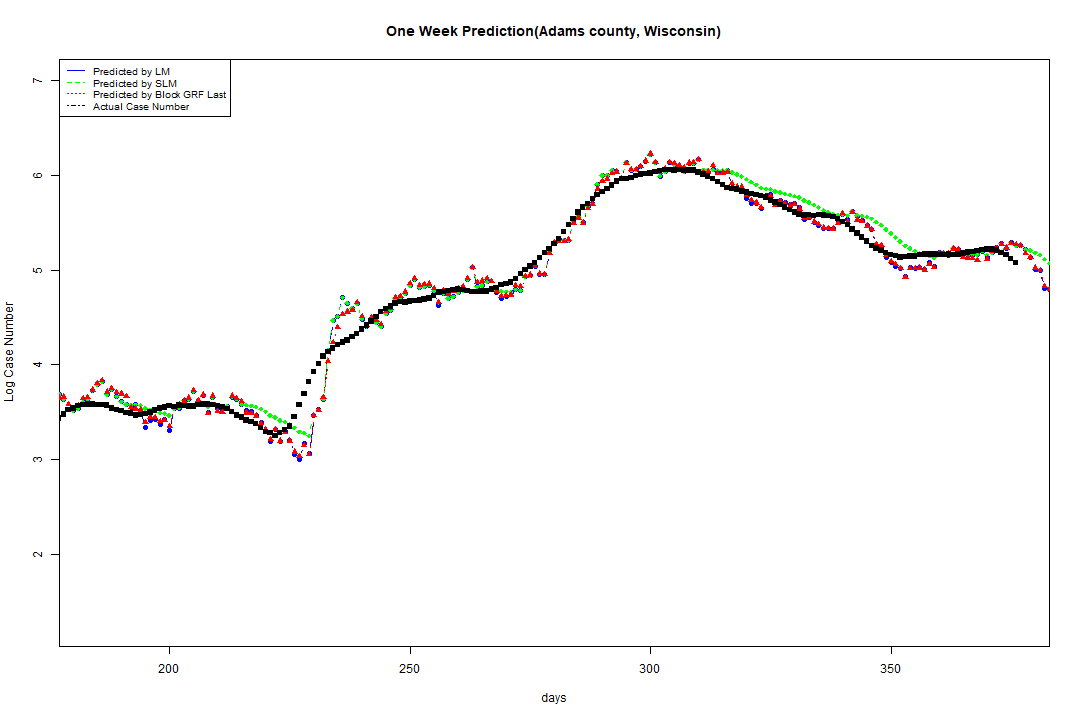 One Week Prediction(Adams county, Wisconsin)
Predicted by LM
Predicted by SLM
Predicted by Block GRF Last
Actual Case Number
7
6
5
4
3
2
Log Case Number
200 250 300 350
days